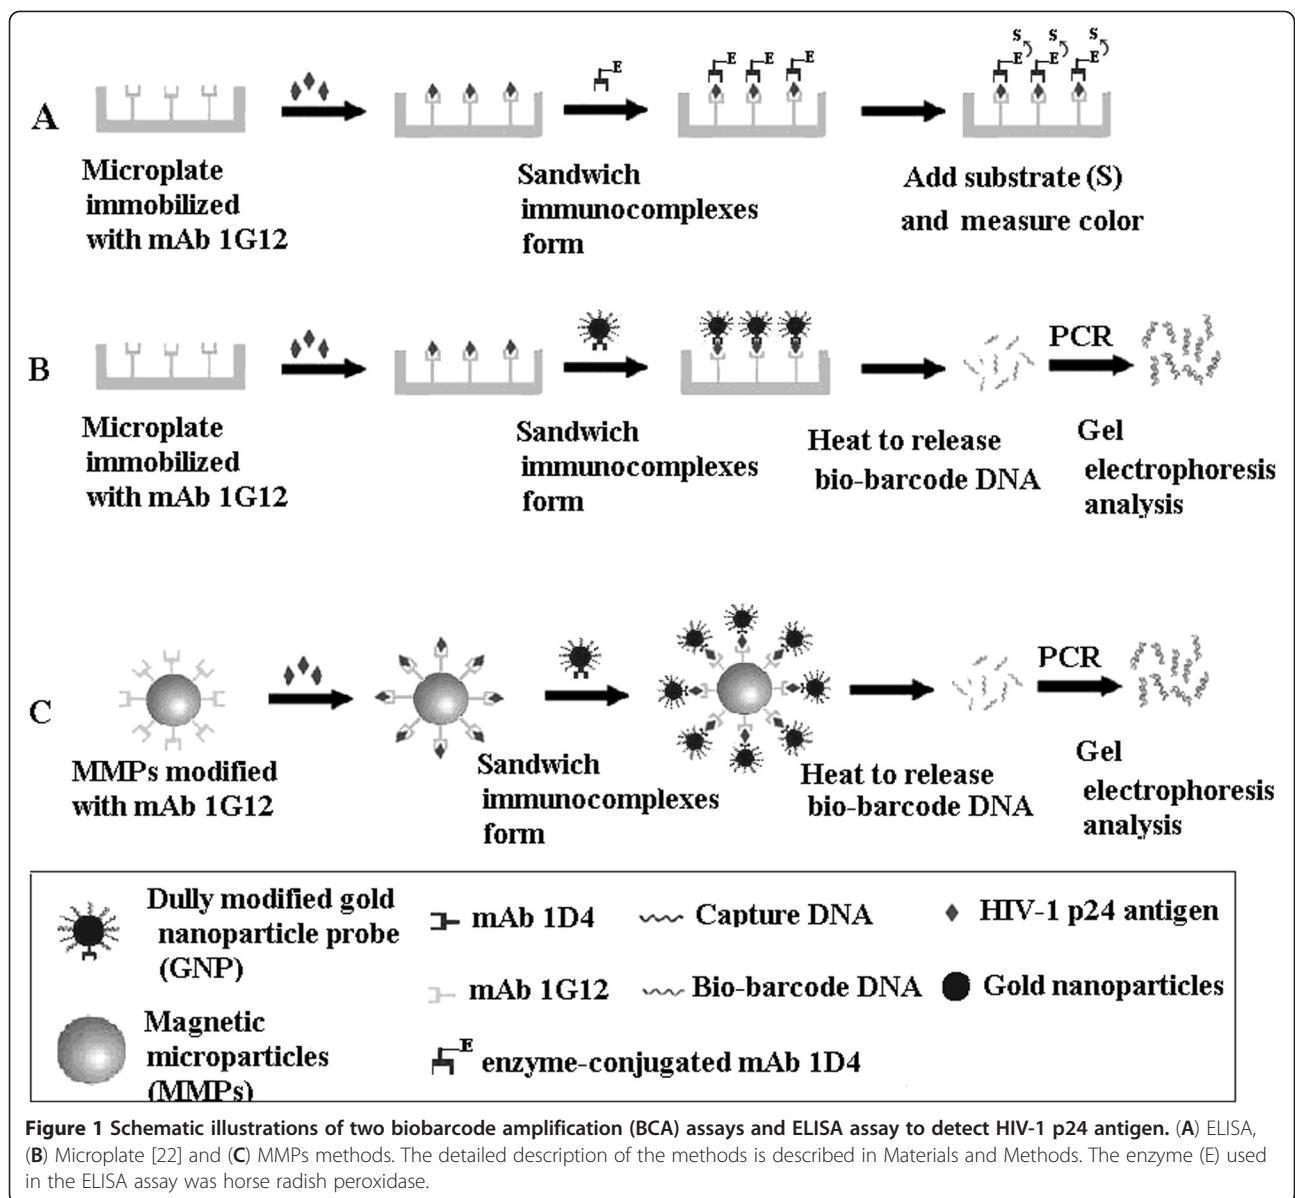 S S S
E E E
E
E E E
A
Microplate
immobilized
with mAb 1G12
Sandwich
immunocomplexes
form
Add substrate (S)
and measure color
PCR
B
Microplate
immobilized
with mAb 1G12
Sandwich
immunocomplexes
form
Heat to release
bio-barcode DNA
Gel
electrophoresis
analysis
PCR
C
MMPs modified
with mAb 1G12
Sandwich
immunocomplexes
form
Heat to release
bio-barcode DNA
Gel
electrophoresis
analysis
Dully modified gold
nanoparticle probe
(GNP)
mAb 1D4
Capture DNA
HIV-1 p24 antigen
mAb 1G12
Bio-barcode DNA
Gold nanoparticles
Magnetic
microparticles
(MMPs)
E
enzyme-conjugated mAb 1D4
Figure 1 Schematic illustrations of two biobarcode amplification (BCA) assays and ELISA assay to detect HIV-1 p24 antigen. (A) ELISA,
(B) Microplate [22] and (C) MMPs methods. The detailed description of the methods is described in Materials and Methods. The enzyme (E) used
in the ELISA assay was horse radish peroxidase.